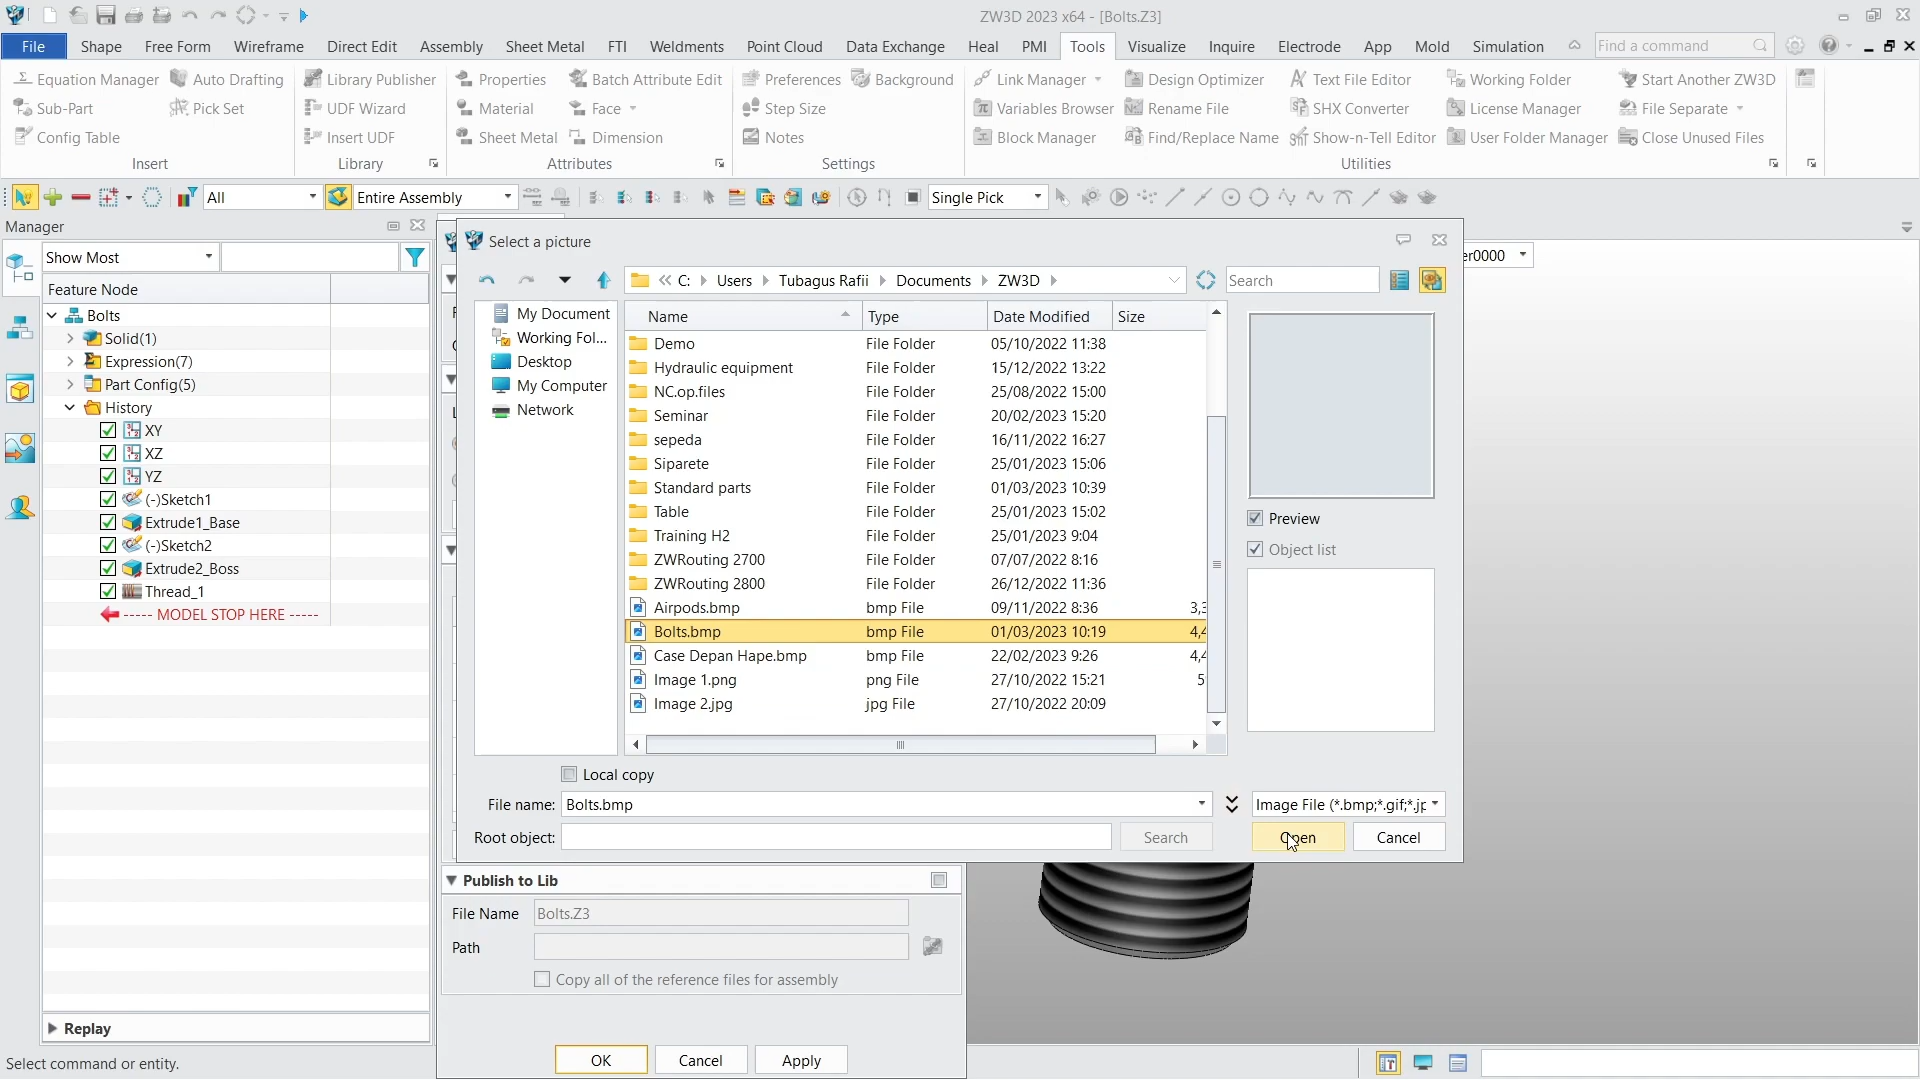 ZW3D 2023 x64 - [Bolts.Z3]
File Shape Free Form Wireframe Direct Edit Assembly Sheet Metal FTI Weldments Point Cloud Data Exchange Heal PMI Tools Visualize Inquire Electrode App Mold Simulation Find a command
Equation Manager Auto Drafting Library Publisher Properties Batch Attribute Edit Preferences Background Link Manager Design Optimizer Text File Editor Working Folder Start Another ZW3D
Sub-Part Pick Set UDF Wizard Material Face Step Size Variables Browser Rename File SHX Converter License Manager File Separate
Config Table Insert UDF Sheet Metal Dimension Notes Block Manager Find/Replace Name Show-n-Tell Editor User Folder Manager Close Unused Files
Insert Library Attributes Settings Utilities
All Entire Assembly Single Pick
Manager
Show Most
Feature Node
Bolts
Solid(1)
Expression(7)
Part Config(5)
History
XY
XZ
YZ
(-)Sketch1
Extrude1_Base
(-)Sketch2
Extrude2_Boss
Thread_1
----- MODEL STOP HERE -----
Replay
Select command or entity.
Select a picture
er0000
C: Users Tubagus Rafii Documents ZW3D Search
My Document
Working Fol...
Desktop
My Computer
Network
Name Type Date Modified Size
Demo File Folder 05/10/2022 11:38
Hydraulic equipment File Folder 15/12/2022 13:22
NC.op.files File Folder 25/08/2022 15:00
Seminar File Folder 20/02/2023 15:20
sepeda File Folder 16/11/2022 16:27
Siparete File Folder 25/01/2023 15:06
Standard parts File Folder 01/03/2023 10:39
Table File Folder 25/01/2023 15:02
Training H2 File Folder 25/01/2023 9:04
ZWRouting 2700 File Folder 07/07/2022 8:16
ZWRouting 2800 File Folder 26/12/2022 11:36
Airpods.bmp bmp File 09/11/2022 8:36 3,3
Bolts.bmp bmp File 01/03/2023 10:19 4,4
Case Depan Hape.bmp bmp File 22/02/2023 9:26 4,4
Image 1.png png File 27/10/2022 15:21 5
Image 2.jpg jpg File 27/10/2022 20:09
Preview
Object list
Local copy
File name: Bolts.bmp Image File (*.bmp;*.gif;*.jp
Root object: Search Open Cancel
Publish to Lib
File Name Bolts.Z3
Path
Copy all of the reference files for assembly
OK Cancel Apply